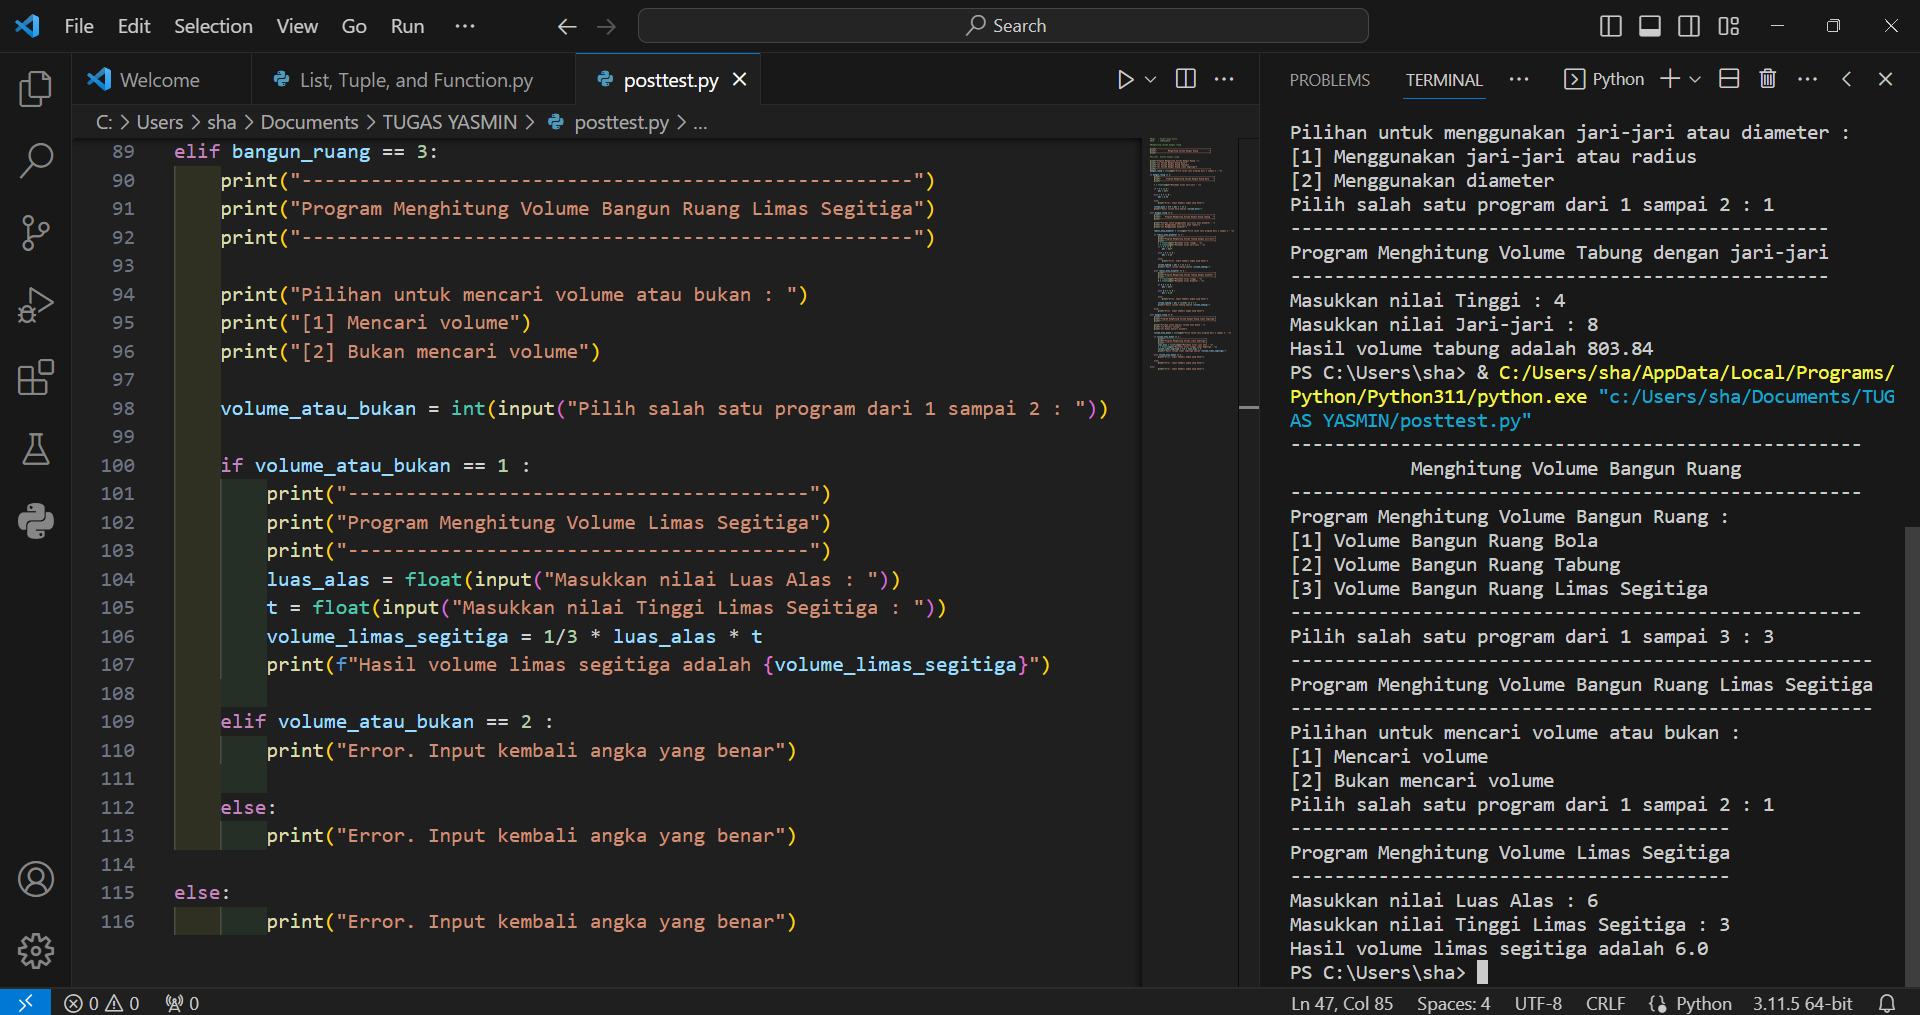 File Edit Selection View Go Run ··· Search
Welcome List, Tuple, and Function.py posttest.py
C: > Users > sha > Documents > TUGAS YASMIN > posttest.py > ...
89 elif bangun_ruang == 3:
90 print("-----------------------------------------------------")
91 print("Program Menghitung Volume Bangun Ruang Limas Segitiga")
92 print("-----------------------------------------------------")
93
94 print("Pilihan untuk mencari volume atau bukan : ")
95 print("[1] Mencari volume")
96 print("[2] Bukan mencari volume")
97
98 volume_atau_bukan = int(input("Pilih salah satu program dari 1 sampai 2 : "))
99
100 if volume_atau_bukan == 1 :
101 print("----------------------------------------")
102 print("Program Menghitung Volume Limas Segitiga")
103 print("----------------------------------------")
104 luas_alas = float(input("Masukkan nilai Luas Alas : "))
105 t = float(input("Masukkan nilai Tinggi Limas Segitiga : "))
106 volume_limas_segitiga = 1/3 * luas_alas * t
107 print(f"Hasil volume limas segitiga adalah {volume_limas_segitiga}")
108
109 elif volume_atau_bukan == 2 :
110 print("Error. Input kembali angka yang benar")
111
112 else:
113 print("Error. Input kembali angka yang benar")
114
115 else:
116 print("Error. Input kembali angka yang benar")
PROBLEMS TERMINAL ··· Python
Pilihan untuk menggunakan jari-jari atau diameter :
[1] Menggunakan jari-jari atau radius
[2] Menggunakan diameter
Pilih salah satu program dari 1 sampai 2 : 1
-------------------------------------------------
Program Menghitung Volume Tabung dengan jari-jari
-------------------------------------------------
Masukkan nilai Tinggi : 4
Masukkan nilai Jari-jari : 8
Hasil volume tabung adalah 803.84
PS C:\Users\sha> & C:/Users/sha/AppData/Local/Programs/
Python/Python311/python.exe "c:/Users/sha/Documents/TUG
AS YASMIN/posttest.py"
----------------------------------------------------
Menghitung Volume Bangun Ruang
----------------------------------------------------
Program Menghitung Volume Bangun Ruang :
[1] Volume Bangun Ruang Bola
[2] Volume Bangun Ruang Tabung
[3] Volume Bangun Ruang Limas Segitiga
----------------------------------------------------
Pilih salah satu program dari 1 sampai 3 : 3
-----------------------------------------------------
Program Menghitung Volume Bangun Ruang Limas Segitiga
-----------------------------------------------------
Pilihan untuk mencari volume atau bukan :
[1] Mencari volume
[2] Bukan mencari volume
Pilih salah satu program dari 1 sampai 2 : 1
----------------------------------------
Program Menghitung Volume Limas Segitiga
----------------------------------------
Masukkan nilai Luas Alas : 6
Masukkan nilai Tinggi Limas Segitiga : 3
Hasil volume limas segitiga adalah 6.0
PS C:\Users\sha>
0 0 0 Ln 47, Col 85 Spaces: 4 UTF-8 CRLF Python 3.11.5 64-bit